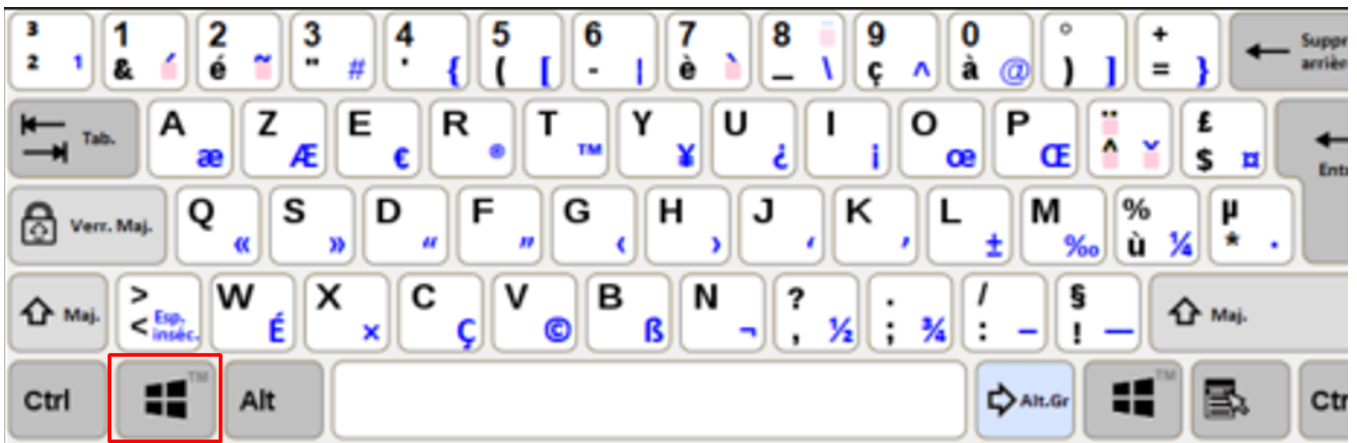 ³ ² ¹ 1 & ´ 2 é ~ 3 " # 4 ' { 5 ( [ 6 - | 7 è ` 8 _ \ 9 ç ^ 0 à @ ° ) ] + = } ← Suppr
arrière
Tab. A æ Z Æ E € R ® T ™ Y ¥ U ¿ I ¡ O œ P Œ ¨ ^ ˇ £ $ ¤ ← Entr
Verr. Maj. Q « S » D “ F ” G ‹ H › J ‘ K ’ L ± M ‰ % ù ¼ µ * ·
Maj. > < Esp. insèc. W É X × C Ç V © B ß N ¬ ? , ½ . ; ¾ / : – § ! — Maj.
Ctrl ™ Alt Alt.Gr ™ Ctr